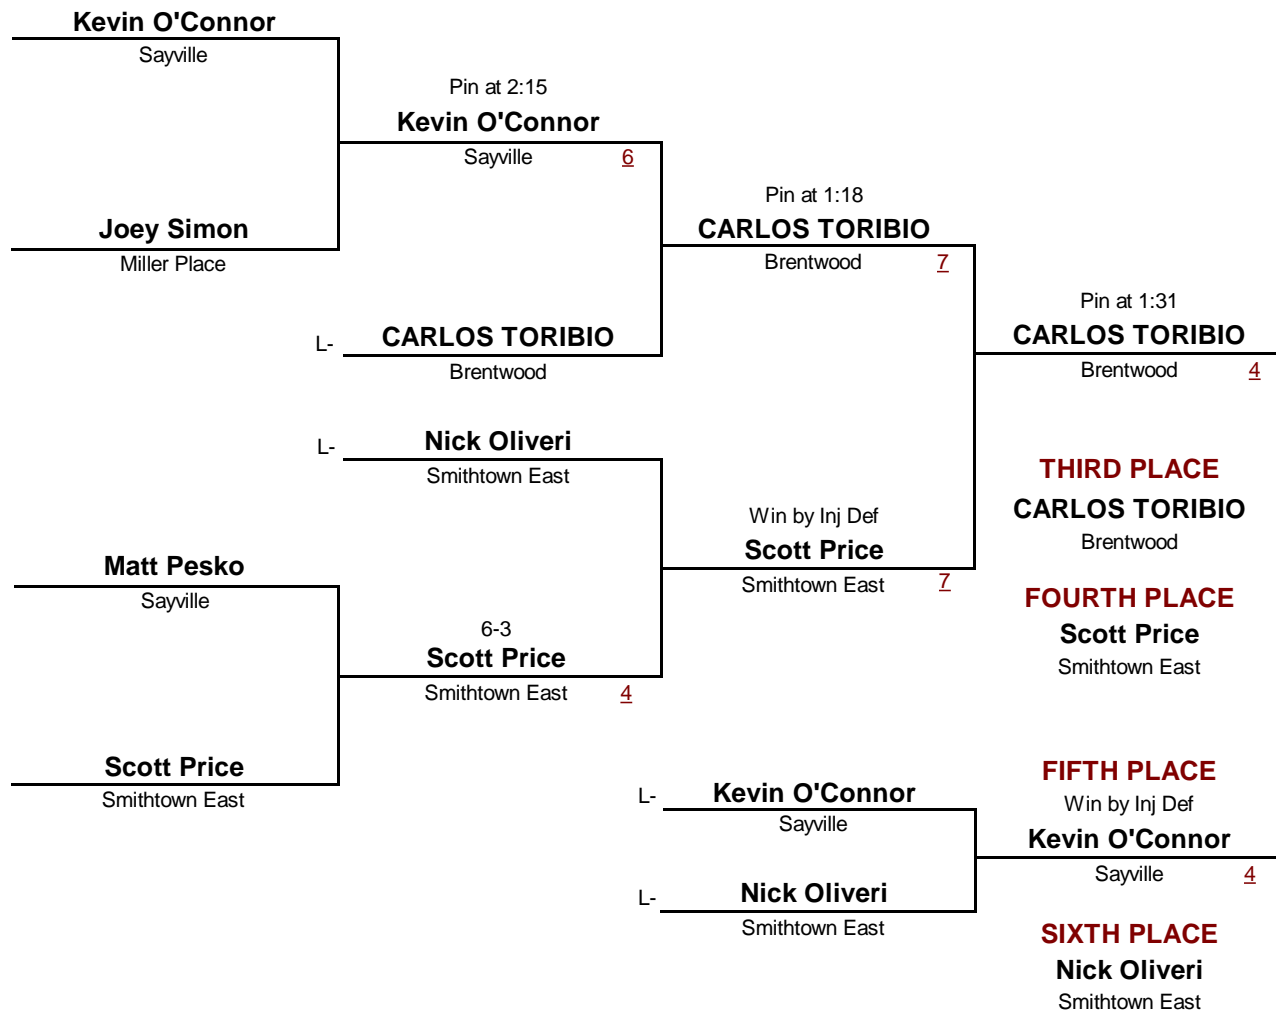 Kevin O'Connor
Sayville
Pin at 2:15
Kevin O'Connor
Sayville 6
Joey Simon
Miller Place
Pin at 1:18
CARLOS TORIBIO
Brentwood 7
L- CARLOS TORIBIO
Brentwood
Pin at 1:31
CARLOS TORIBIO
Brentwood 4
L- Nick Oliveri
Smithtown East
THIRD PLACE
CARLOS TORIBIO
Brentwood
Win by Inj Def
Scott Price
Smithtown East 7
Matt Pesko
Sayville
FOURTH PLACE
Scott Price
Smithtown East
6-3
Scott Price
Smithtown East 4
Scott Price
Smithtown East
L- Kevin O'Connor
Sayville
FIFTH PLACE
Win by Inj Def
Kevin O'Connor
Sayville 4
L- Nick Oliveri
Smithtown East
SIXTH PLACE
Nick Oliveri
Smithtown East